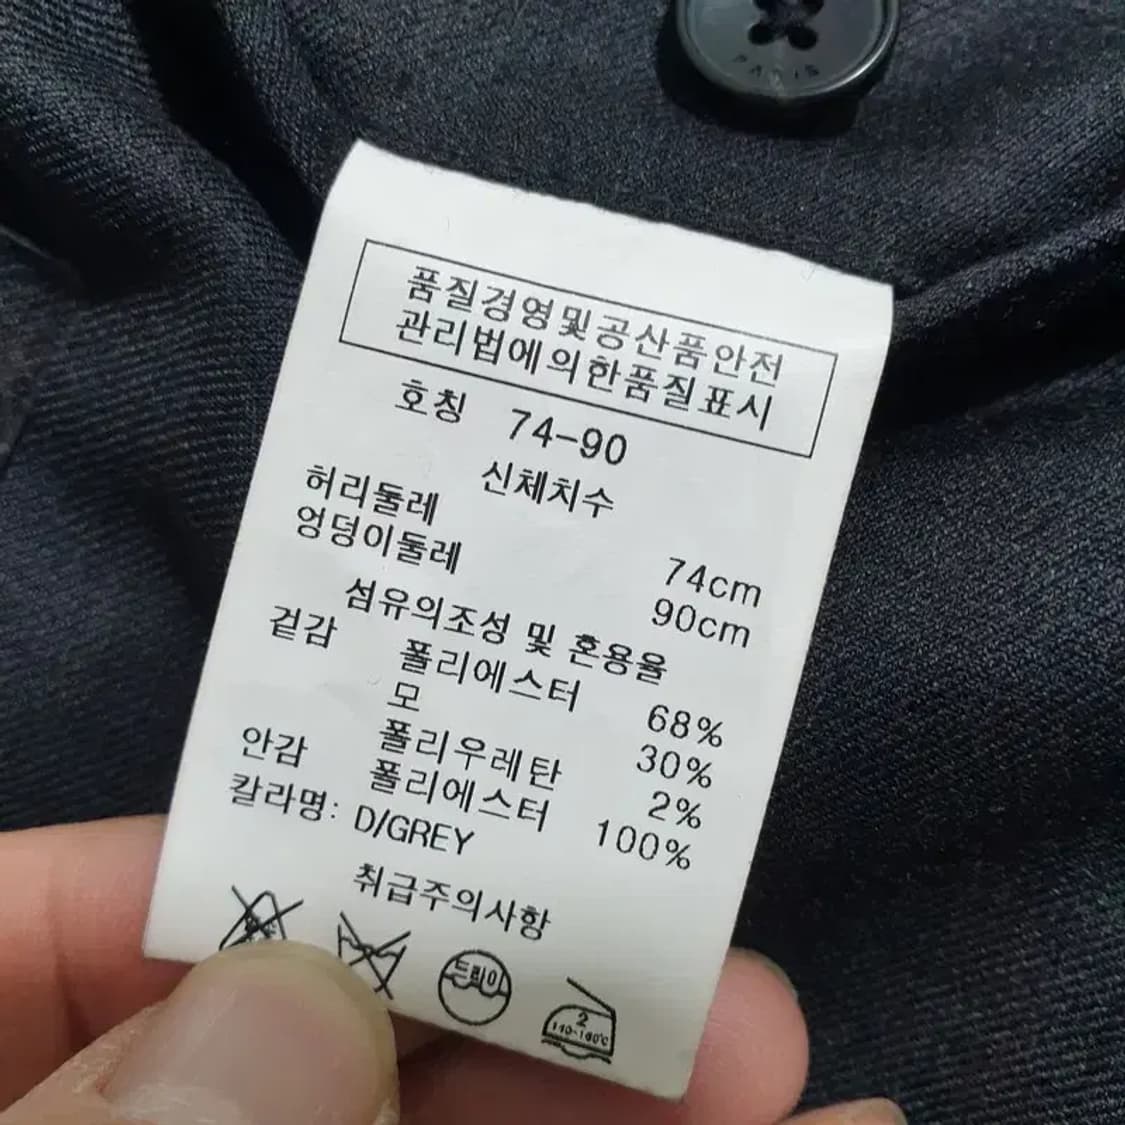 PARIS
품질경영및공산품안전
관리법에의한품질표시
호칭 74-90
신체치수
허리둘레 74cm
엉덩이둘레 90cm
섬유의조성 및 혼용율
겉감 폴리에스터 68%
모 30%
폴리우레탄 2%
안감 폴리에스터 100%
칼라명: D/GREY
취급주의사항
드라이
2
140-160℃